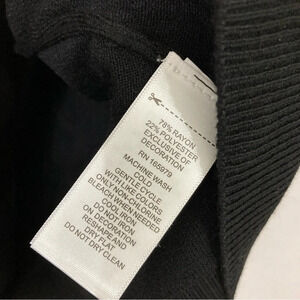 78% RAYON
22% POLYESTER
EXCLUSIVE OF
DECORATION
RN 165979
MACHINE WASH
COLD
GENTLE CYCLE
WITH LIKE COLORS
ONLY NON-CHLORINE
BLEACH WHEN NEEDED
COOL IRON
DO NOT IRON
ON DECORATION
RESHAPE AND
DRY FLAT
DO NOT DRY CLEAN